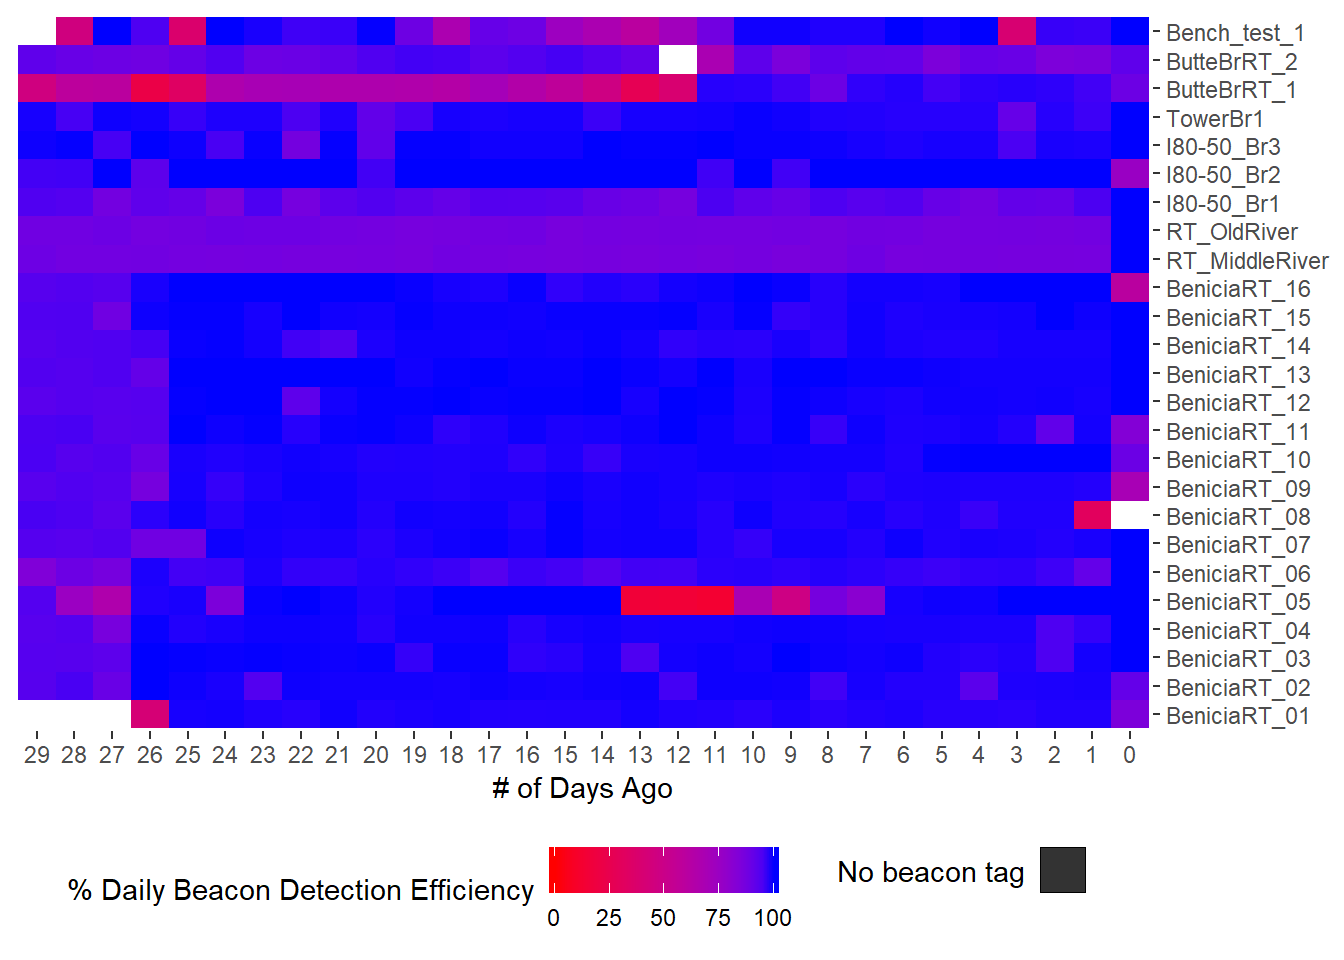 Bench_test_1
ButteBrRT_2
ButteBrRT_1
TowerBr1
I80-50_Br3
I80-50_Br2
I80-50_Br1
RT_OldRiver
RT_MiddleRiver
BeniciaRT_16
BeniciaRT_15
BeniciaRT_14
BeniciaRT_13
BeniciaRT_12
BeniciaRT_11
BeniciaRT_10
BeniciaRT_09
BeniciaRT_08
BeniciaRT_07
BeniciaRT_06
BeniciaRT_05
BeniciaRT_04
BeniciaRT_03
BeniciaRT_02
BeniciaRT_01
29 28 27 26 25 24 23 22 21 20 19 18 17 16 15 14 13 12 11 10 9 8 7 6 5 4 3 2 1 0
# of Days Ago
% Daily Beacon Detection Efficiency
0 25 50 75 100
No beacon tag